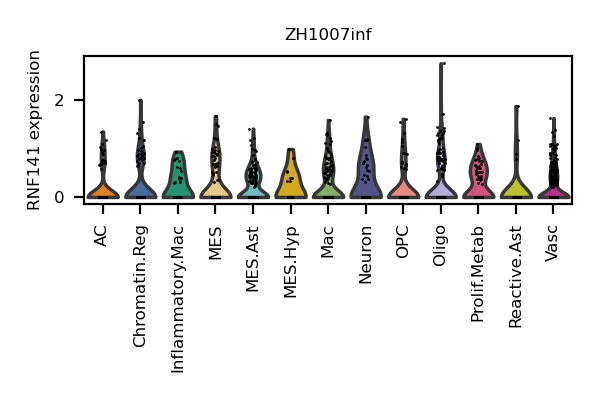 ZH1007inf
RNF141 expression
2
0
AC
Chromatin.Reg
Inflammatory.Mac
MES
MES.Ast
MES.Hyp
Mac
Neuron
OPC
Oligo
Prolif.Metab
Reactive.Ast
Vasc